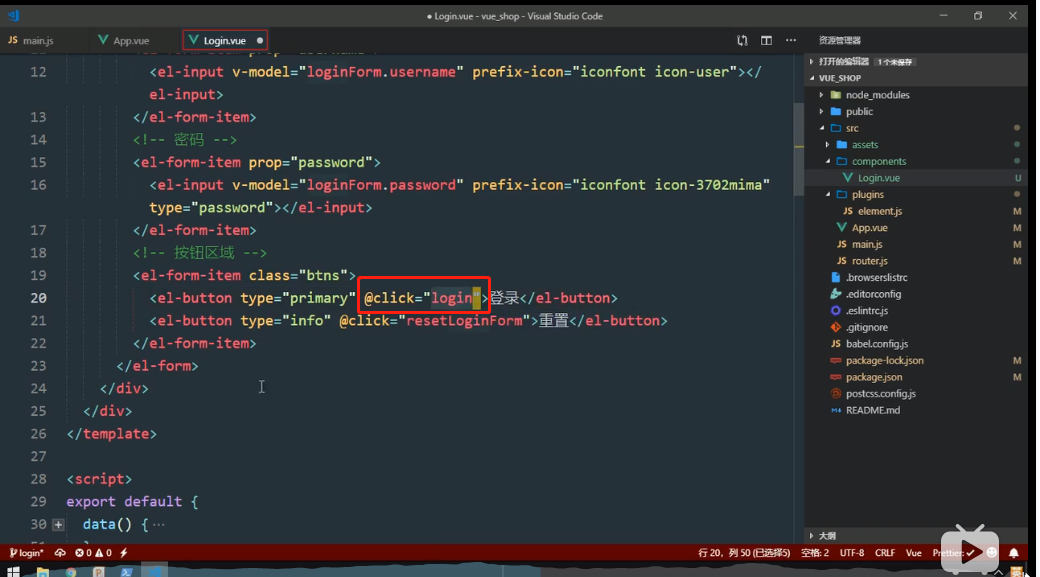 ● Login.vue - vue_shop - Visual Studio Code
JS main.js
App.vue
Login.vue ●
12 <el-input v-model="loginForm.username" prefix-icon="iconfont icon-user"></
el-input>
13 </el-form-item>
14 <!-- 密码 -->
15 <el-form-item prop="password">
16 <el-input v-model="loginForm.password" prefix-icon="iconfont icon-3702mima"
type="password"></el-input>
17 </el-form-item>
18 <!-- 按钮区域 -->
19 <el-form-item class="btns">
20 <el-button type="primary" @click="login">登录</el-button>
21 <el-button type="info" @click="resetLoginForm">重置</el-button>
22 </el-form-item>
23 </el-form>
24 </div>
25 </div>
26 </template>
27
28 <script>
29 export default {
30 data() {···
资源管理器
打开的编辑器 1 个未保存
VUE_SHOP
node_modules
public
src
assets
components
Login.vue U
plugins
JS element.js M
App.vue M
JS main.js M
JS router.js M
.browserslistrc
.editorconfig
.eslintrc.js
.gitignore
JS babel.config.js
package-lock.json M
package.json M
postcss.config.js
README.md
大纲
login* 0 0
行 20，列 50 (已选择5) 空格: 2 UTF-8 CRLF Vue Prettier: ✓